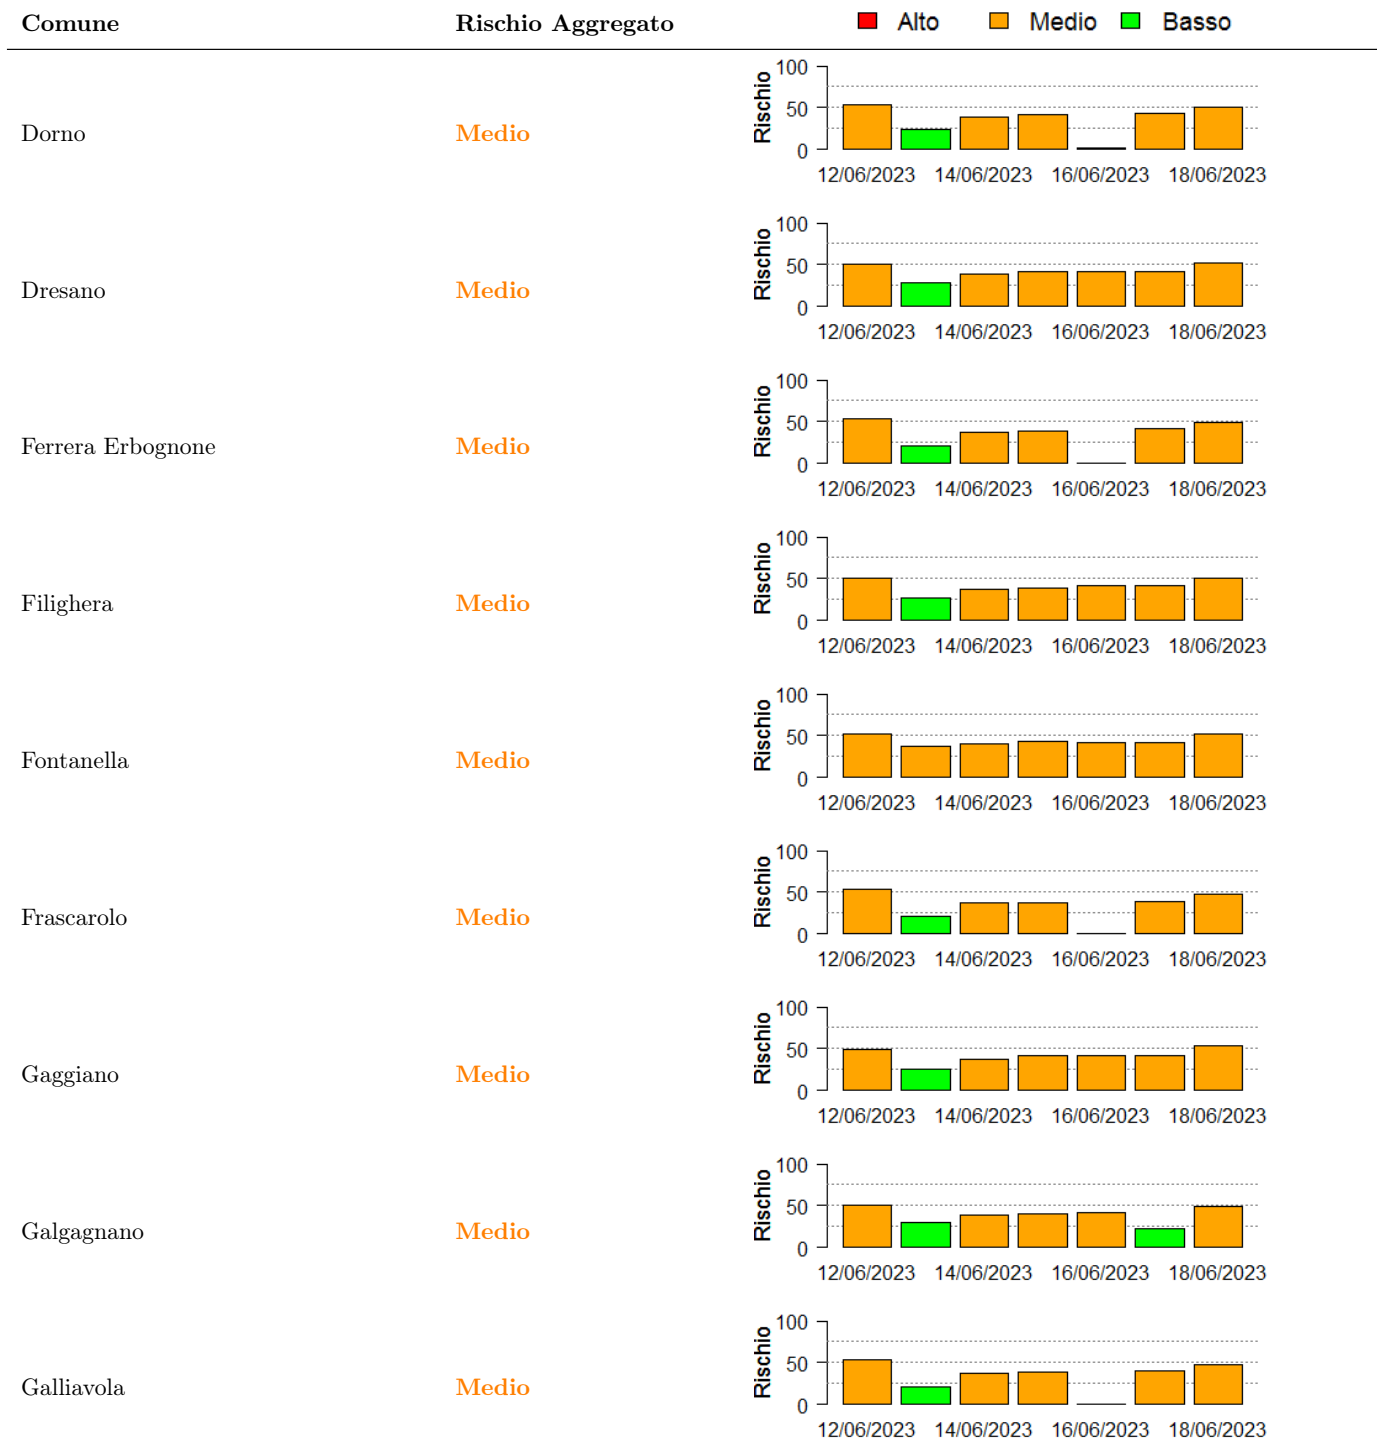 Comune Rischio Aggregato Alto Medio Basso
100
50
0
Rischio
Dorno Medio
12/06/2023 14/06/2023 16/06/2023 18/06/2023
100
50
0
Rischio
Dresano Medio
12/06/2023 14/06/2023 16/06/2023 18/06/2023
100
50
0
Rischio
Ferrera Erbognone Medio
12/06/2023 14/06/2023 16/06/2023 18/06/2023
100
50
0
Rischio
Filighera Medio
12/06/2023 14/06/2023 16/06/2023 18/06/2023
100
50
0
Rischio
Fontanella Medio
12/06/2023 14/06/2023 16/06/2023 18/06/2023
100
50
0
Rischio
Frascarolo Medio
12/06/2023 14/06/2023 16/06/2023 18/06/2023
100
50
0
Rischio
Gaggiano Medio
12/06/2023 14/06/2023 16/06/2023 18/06/2023
100
50
0
Rischio
Galgagnano Medio
12/06/2023 14/06/2023 16/06/2023 18/06/2023
100
50
0
Rischio
Galliavola Medio
12/06/2023 14/06/2023 16/06/2023 18/06/2023